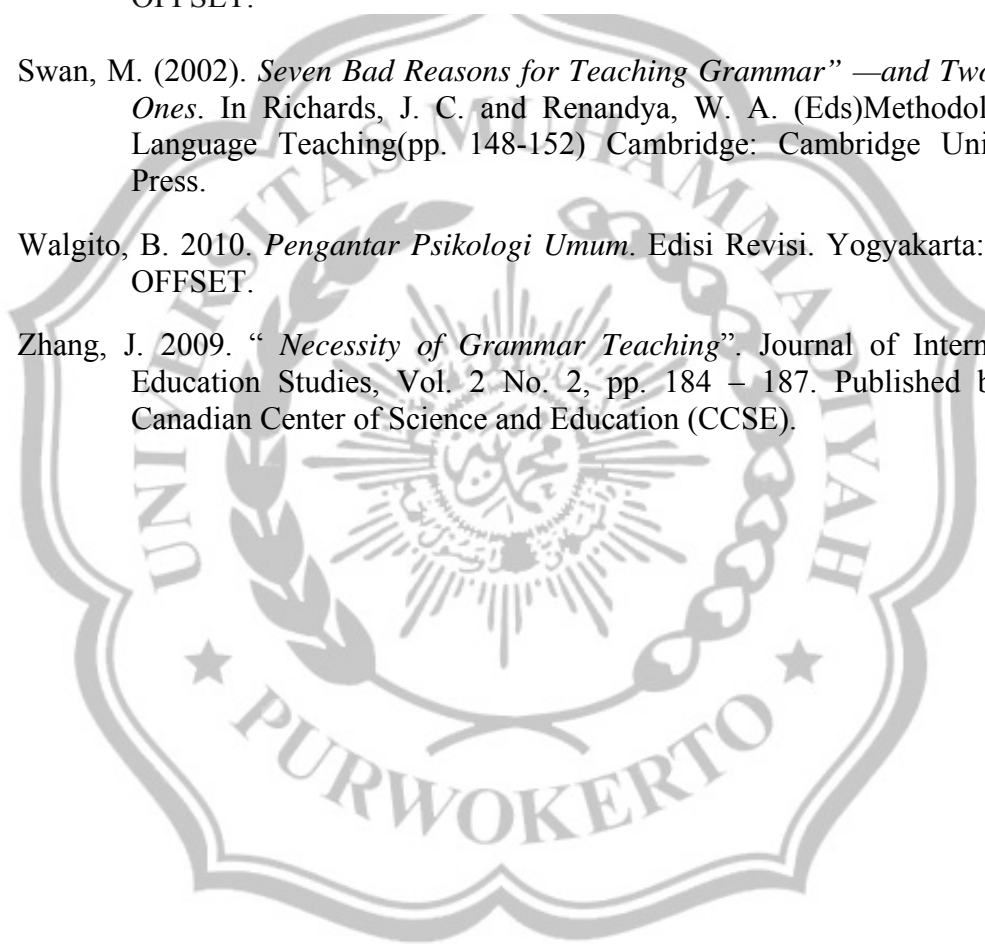 OFFSET.
Swan, M. (2002). Seven Bad Reasons for Teaching Grammar” —and Two
Ones. In Richards, J. C. and Renandya, W. A. (Eds)Methodol
Language Teaching(pp. 148-152) Cambridge: Cambridge Uni
Press.
Walgito, B. 2010. Pengantar Psikologi Umum. Edisi Revisi. Yogyakarta:
OFFSET.
Zhang, J. 2009. “ Necessity of Grammar Teaching”. Journal of Intern
Education Studies, Vol. 2 No. 2, pp. 184 – 187. Published b
Canadian Center of Science and Education (CCSE).
UNIVERSITAS MUHAMMADIYAH
PURWOKERTO